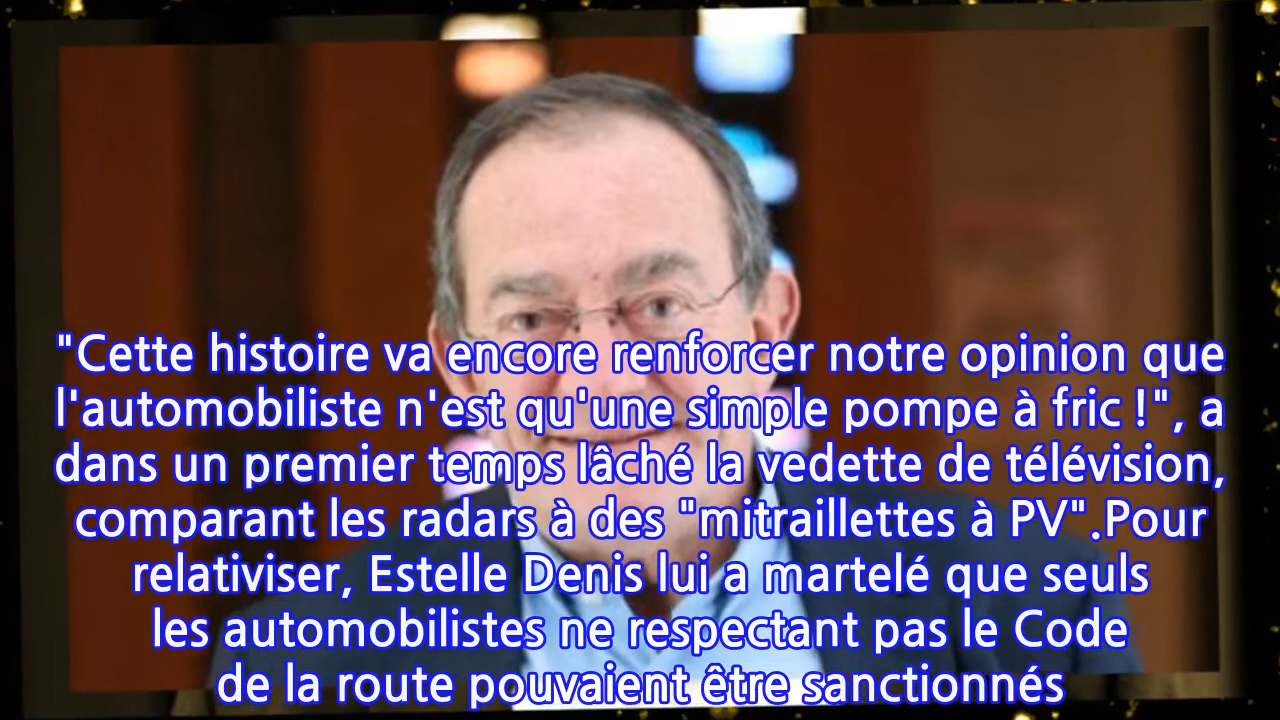 "Cette histoire va encore renforcer notre opinion que
l'automobiliste n'est qu'une simple pompe à fric !", a
dans un premier temps lâché la vedette de télévision,
comparant les radars à des "mitraillettes à PV".Pour
relativiser, Estelle Denis lui a martelé que seuls
les automobilistes ne respectant pas le Code
de la route pouvaient être sanctionnés